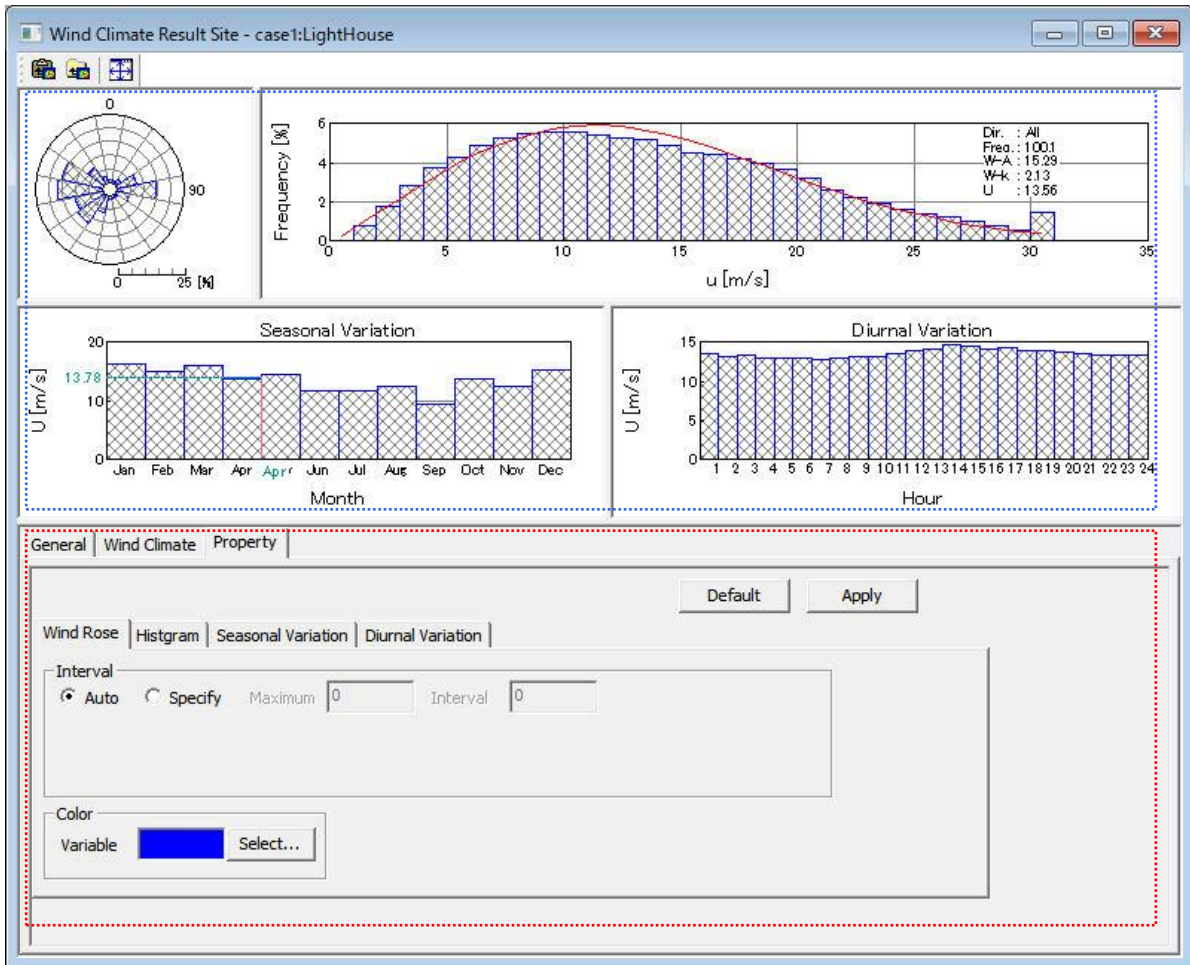 Wind Climate Result Site - case1:LightHouse
0
90
0 25 [%]
Frequency [%]
6
4
2
0
0 5 10 15 20 25 30 35
u [m/s]
Dir. : All
Freq. : 100.1
W-A : 15.29
W-k : 2.13
U : 13.56
Seasonal Variation
U [m/s]
20
13.78
10
0
Jan Feb Mar Apr Apr Jun Jul Aug Sep Oct Nov Dec
Month
Diurnal Variation
U [m/s]
15
10
5
0
1 2 3 4 5 6 7 8 9 10 11 12 13 14 15 16 17 18 19 20 21 22 23 24
Hour
General Wind Climate Property
Default Apply
Wind Rose Histgram Seasonal Variation Diurnal Variation
Interval
Auto Specify Maximum 0 Interval 0
Color
Variable Select...